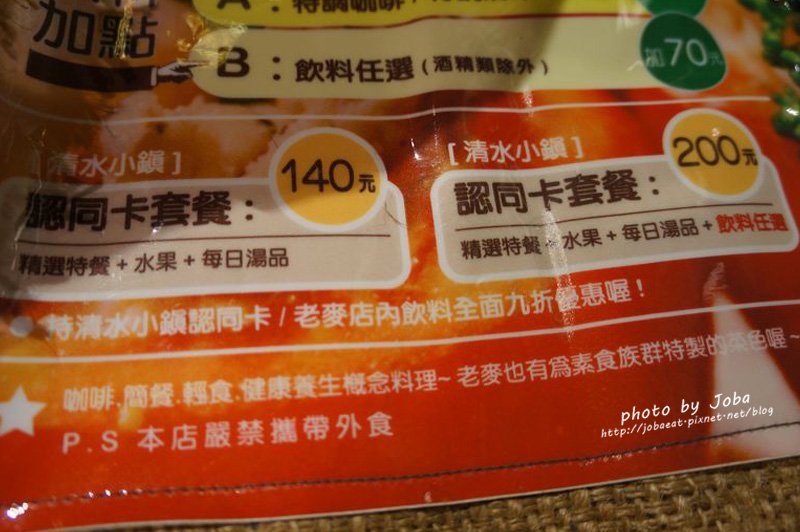 加點
A：特調咖啡/
B：飲料任選（酒精類除外）
加70元
[清水小鎮]
140元
認同卡套餐：
精選特餐+水果+每日湯品
[清水小鎮]
200元
認同卡套餐：
精選特餐+水果+每日湯品+飲料任選
持清水小鎮認同卡/老麥店內飲料全面九折優惠喔！
咖啡.簡餐.輕食.健康養生概念料理~老麥也有為素食族群特製的菜色喔~
P.S 本店嚴禁攜帶外食
photo by Joba
http://jobaeat.pixnet.net/blog